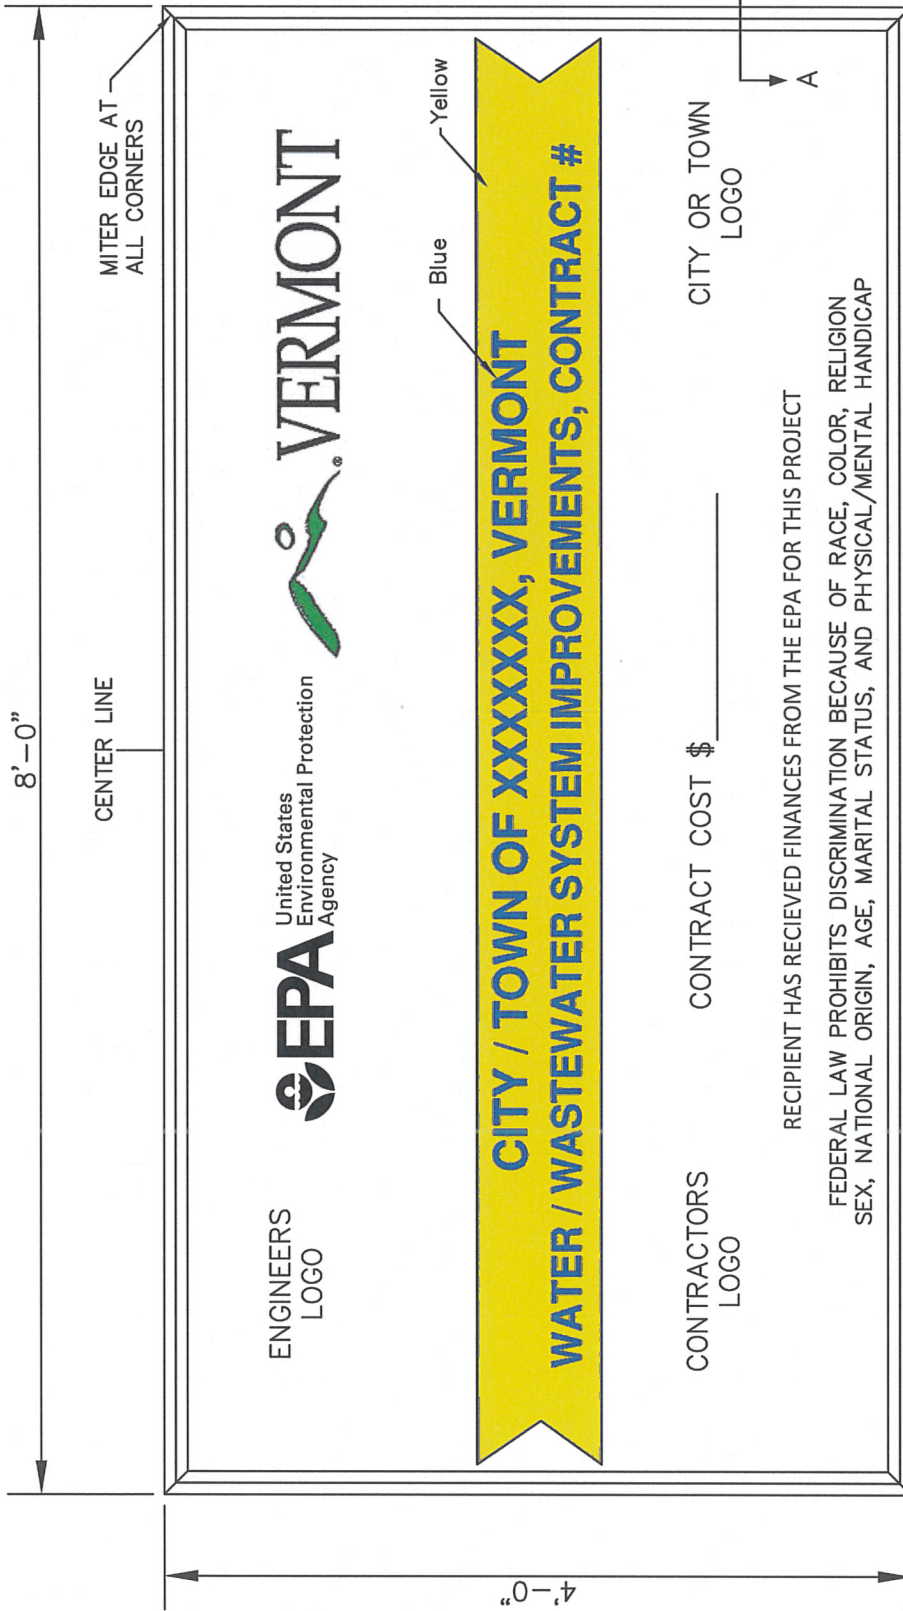 8'-0"
CENTER LINE
MITER EDGE AT
ALL CORNERS
4'-0"
ENGINEERS
LOGO
EPA
United States
Environmental Protection
Agency
® VERMONT
Blue
Yellow
CITY / TOWN OF XXXXXXX, VERMONT
WATER / WASTEWATER SYSTEM IMPROVEMENTS, CONTRACT #
CONTRACTORS
LOGO
CONTRACT COST $
CITY OR TOWN
LOGO
A
RECIPIENT HAS RECIEVED FINANCES FROM THE EPA FOR THIS PROJECT
FEDERAL LAW PROHIBITS DISCRIMINATION BECAUSE OF RACE, COLOR, RELIGION
SEX, NATIONAL ORIGIN, AGE, MARITAL STATUS, AND PHYSICAL/MENTAL HANDICAP